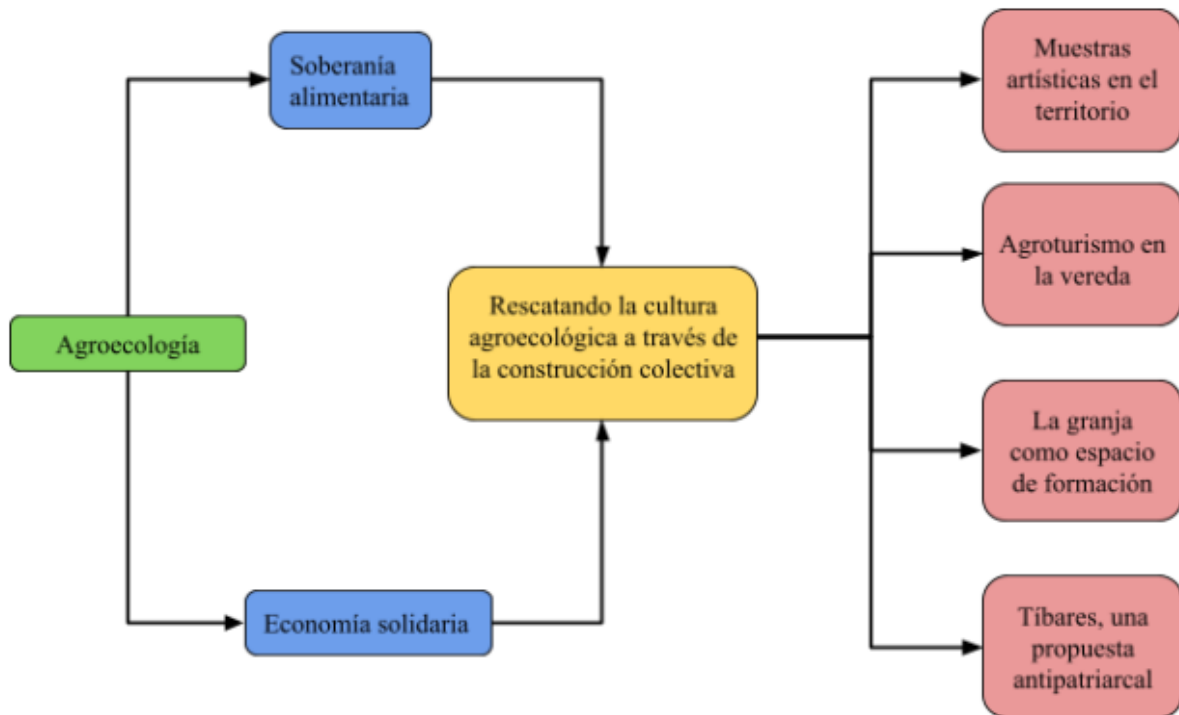 Agroecología
Soberanía
alimentaria
Economía solidaria
Rescatando la cultura
agroecológica a través de
la construcción colectiva
Muestras
artísticas en el
territorio
Agroturismo en
la vereda
La granja
como espacio
de formación
Tíbares, una
propuesta
antipatriarcal